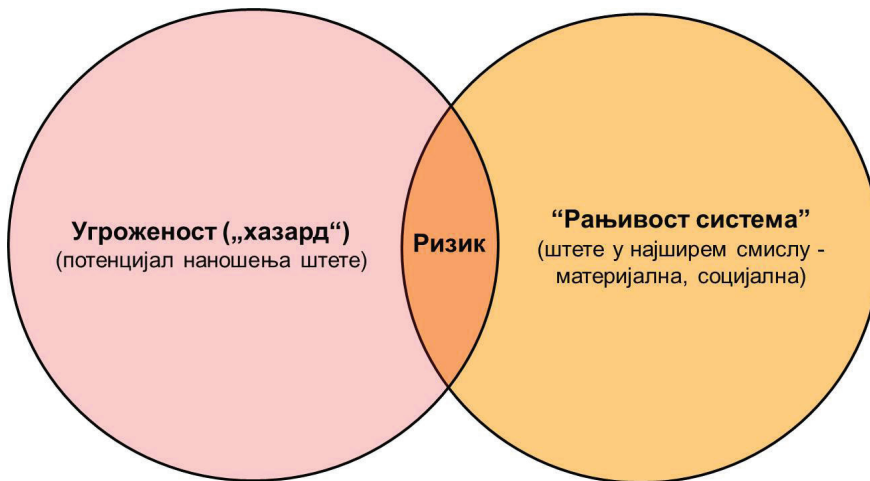 Угроженост („хазард“)
(потенцијал наношења штете)
Ризик
“Рањивост система”
(штете у најширем смислу -
материјална, социјална)